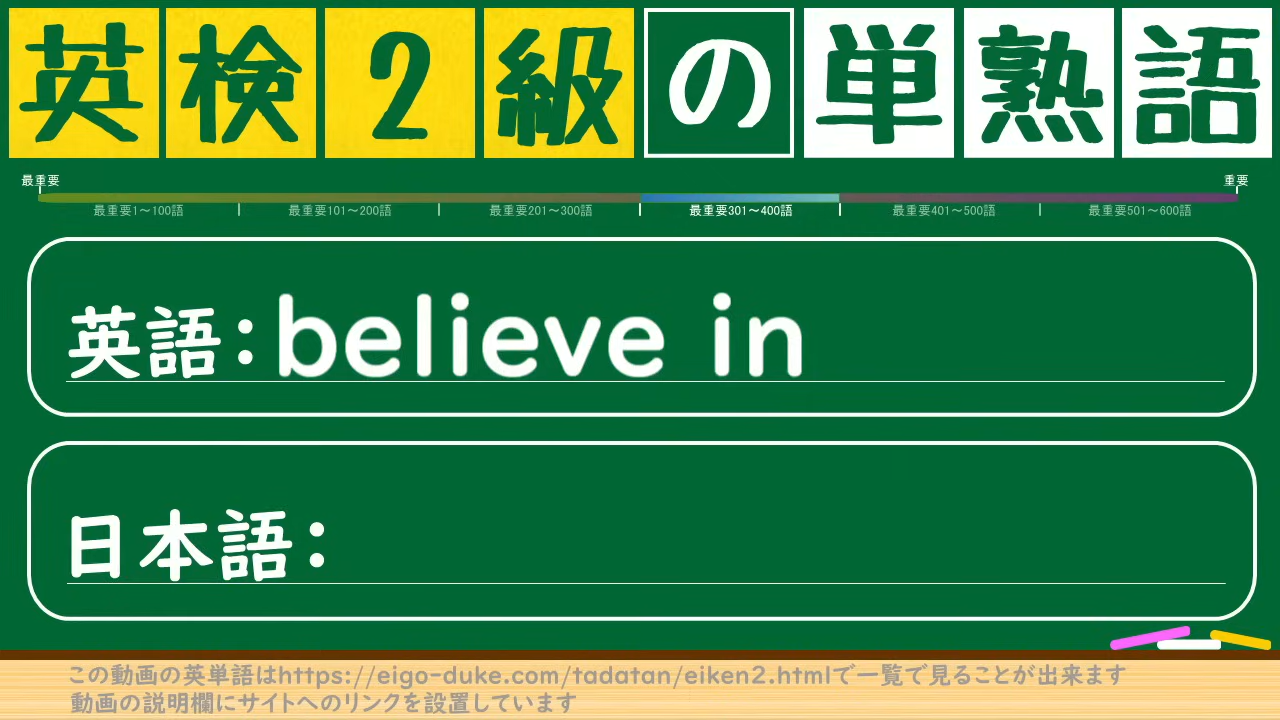 英検2級の単熟語
最重要 重要
最重要1～100語 最重要101～200語 最重要201～300語 最重要301～400語 最重要401～500語 最重要501～600語
英語：believe in
日本語：
この動画の英単語はhttps://eigo-duke.com/tadatan/eiken2.htmlで一覧で見ることが出来ます
動画の説明欄にサイトへのリンクを設置しています